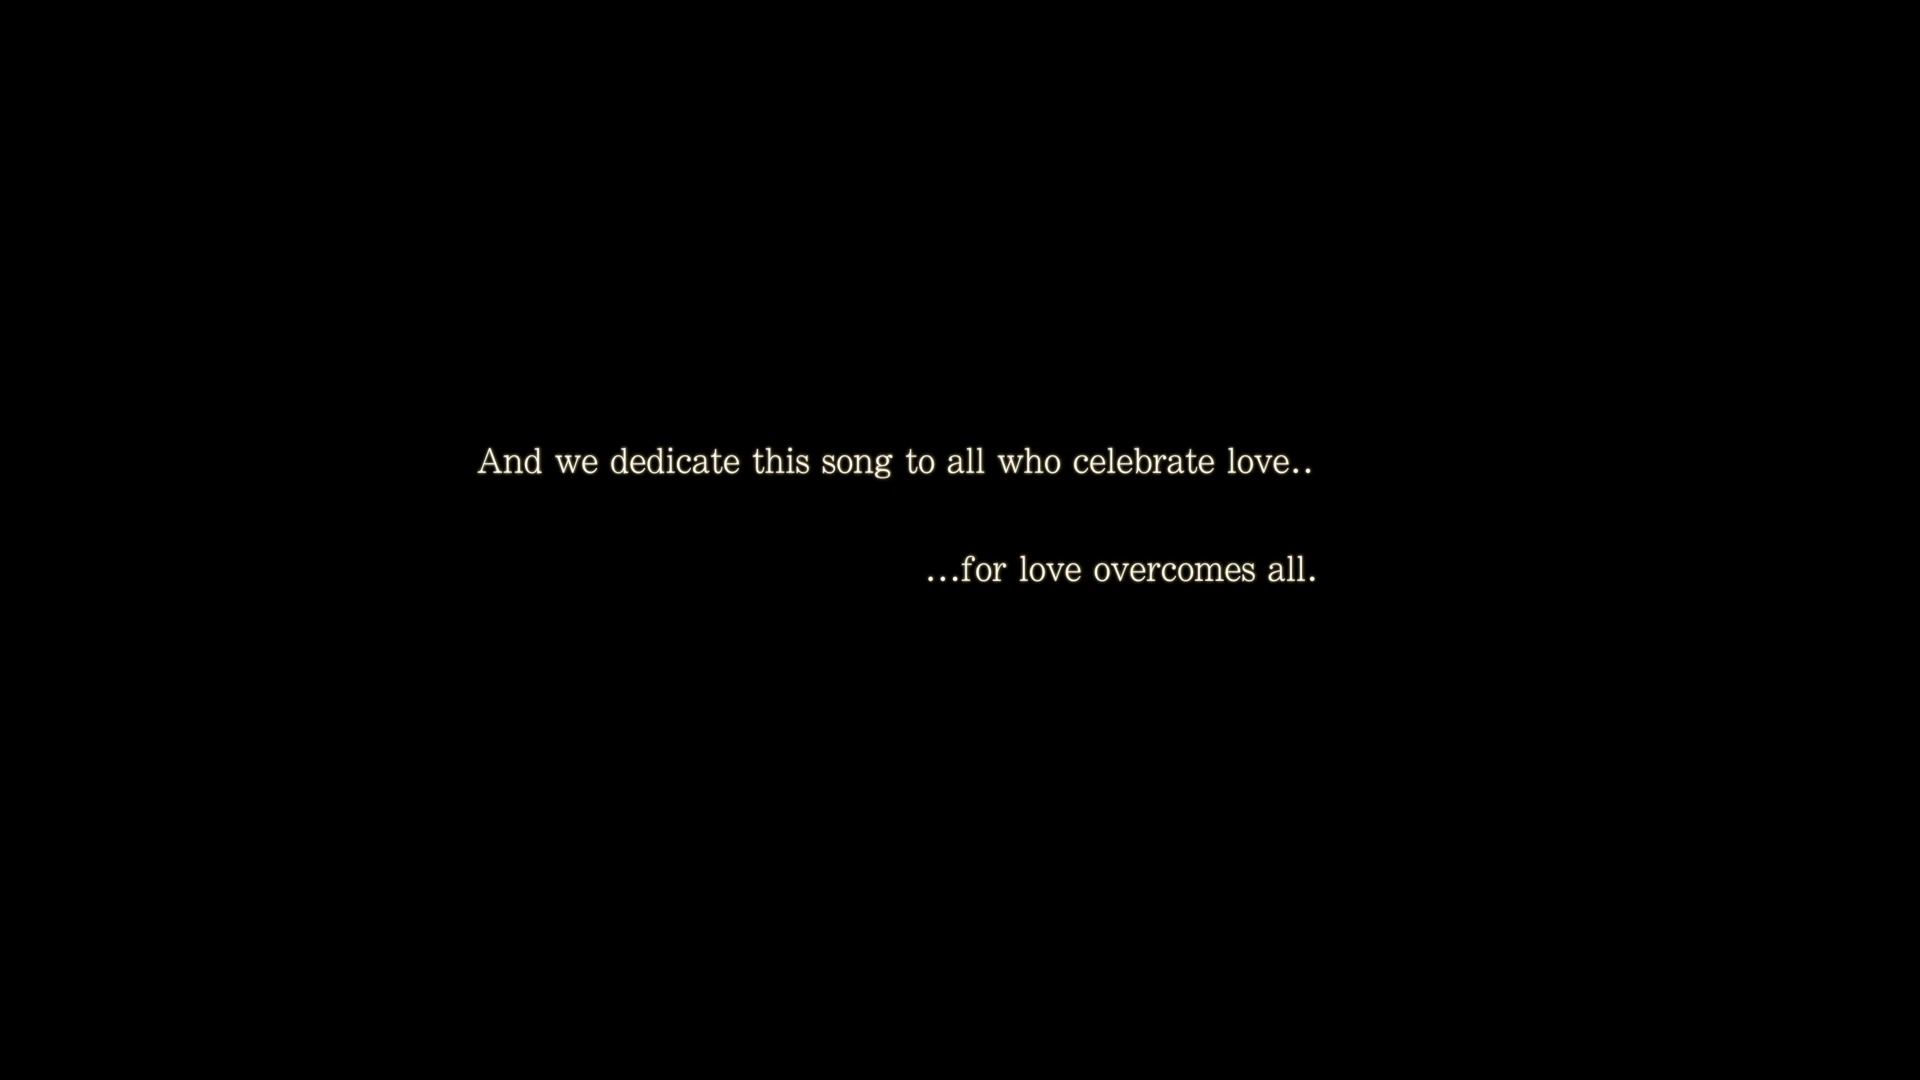 And we dedicate this song to all who celebrate love..
...for love overcomes all.